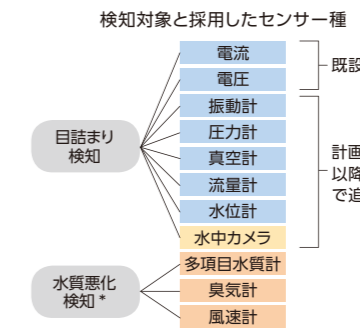 検知対象と採用したセンサー種
電流
電圧
既設
振動計
圧力計
真空計
流量計
水位計
水中カメラ
目詰まり
検知
計画
以降
で追
多項目水質計
臭気計
風速計
水質悪化
検知*